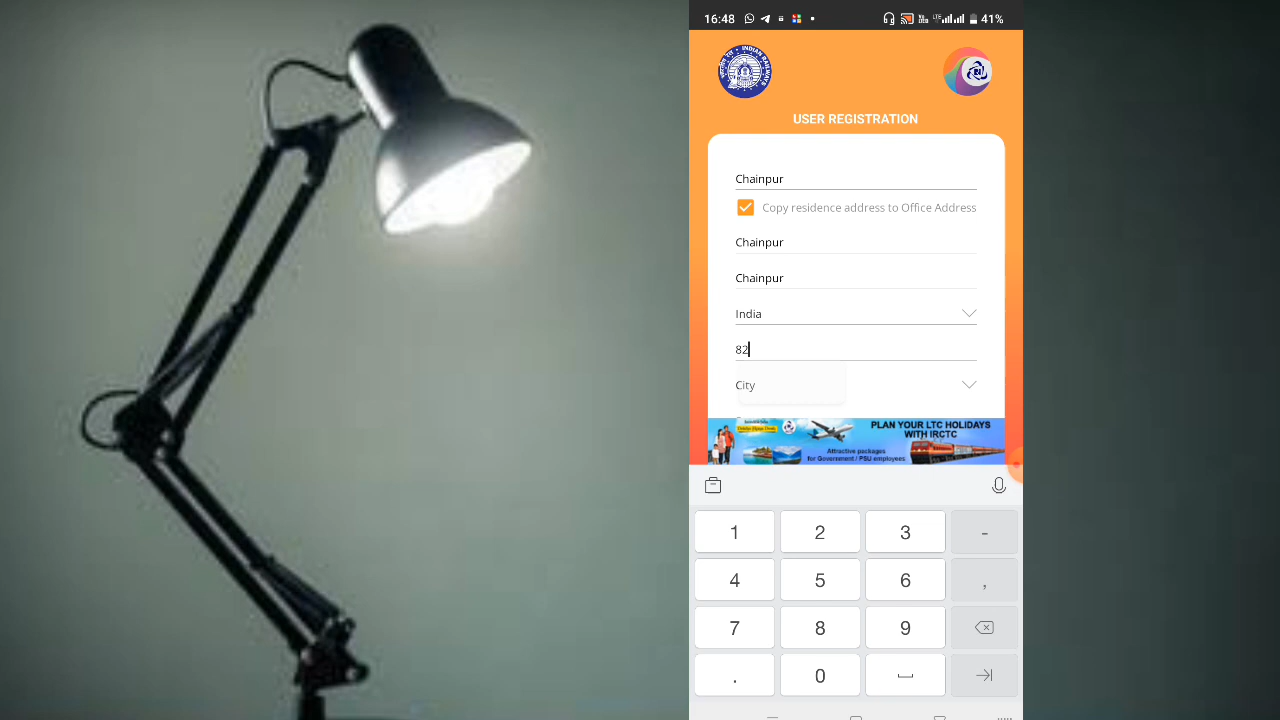 16:48
41%
INDIAN RAILWAYS
USER REGISTRATION
Chainpur
Copy residence address to Office Address
Chainpur
Chainpur
India
82
City
PLAN YOUR LTC HOLIDAYS
WITH IRCTC
Attractive packages
for Government / PSU employees
1 2 3 -
4 5 6 ,
7 8 9
. 0